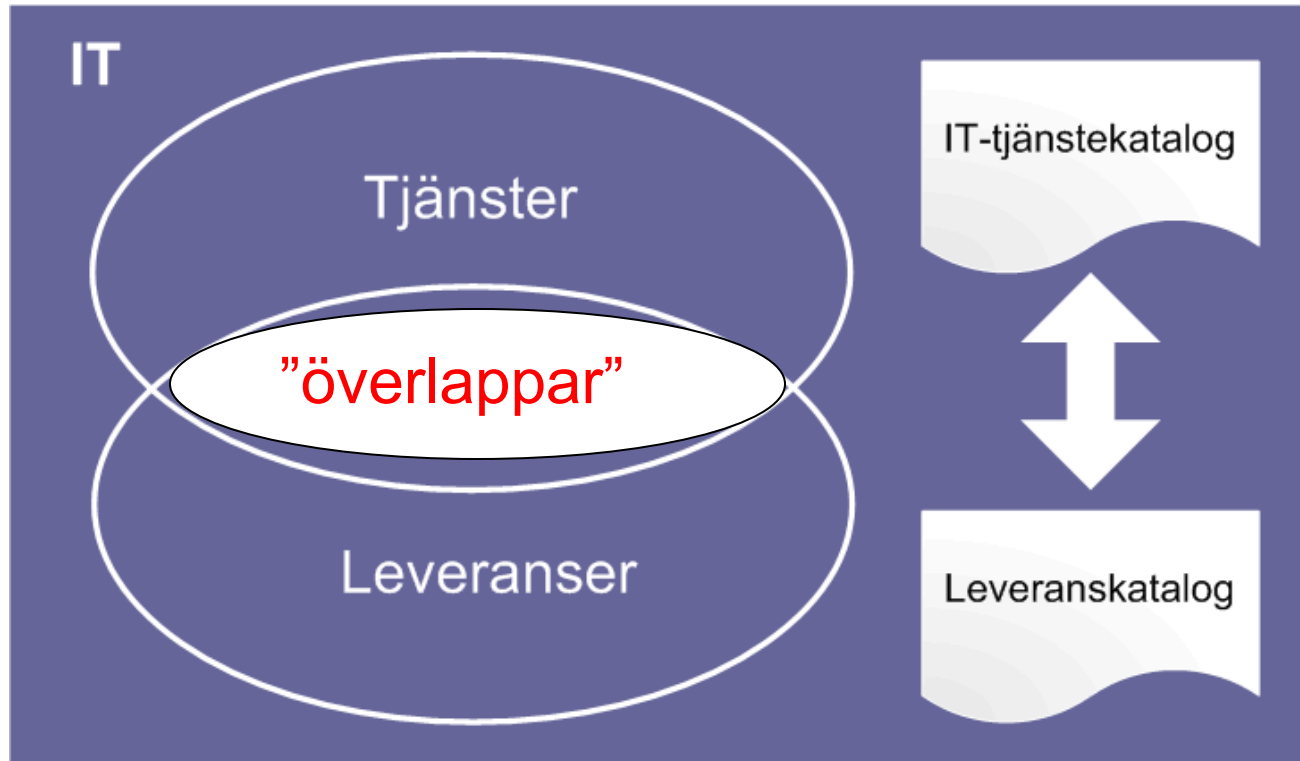 IT
Tjänster
”överlappar”
Leveranser
IT-tjänstekatalog
Leveranskatalog